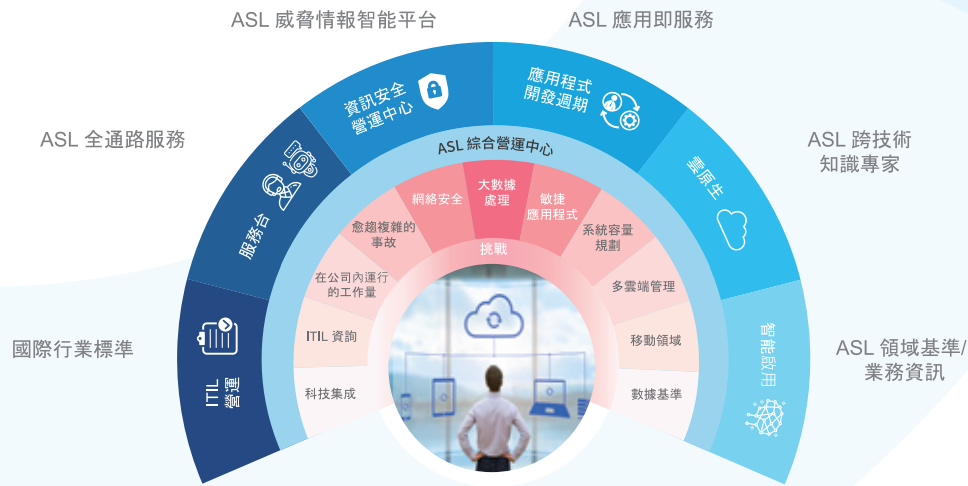 ASL 威脅情報智能平台
ASL 應用即服務
ASL 全通路服務
ASL 跨技術
知識專家
國際行業標準
ASL 領域基準/
業務資訊
ITIL
營運
服務台
資訊安全
營運中心
應用程式
開發週期
雲原生
智能啟用
ASL 綜合營運中心
科技集成
ITIL 資詢
在公司內運行
的工作量
愈趨複雜的
事故
網絡安全
大數據
處理
敏捷
應用程式
系統容量
規劃
多雲端管理
移動領域
數據基準
挑戰